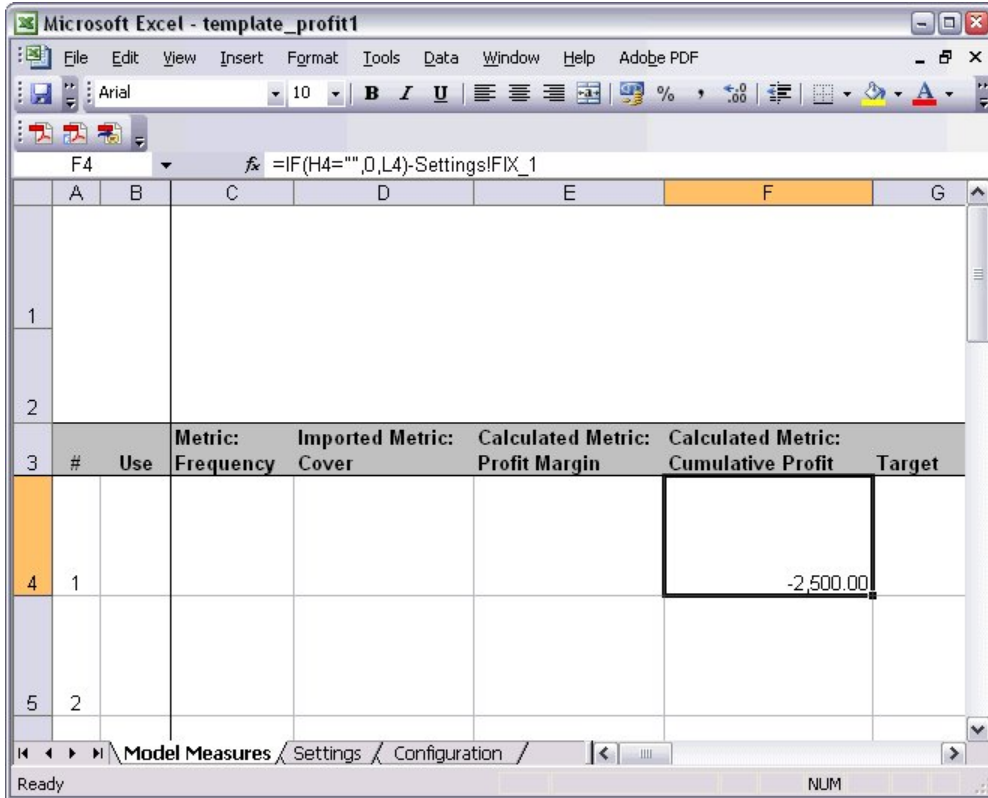 Microsoft Excel - template_profit1
File Edit View Insert Format Tools Data Window Help Adobe PDF
Arial 10 B I U % , .00
F4 fx =IF(H4="",0,L4)-Settings!FIX_1
A B C D E F G
1
2
Metric: Imported Metric: Calculated Metric: Calculated Metric:
3 # Use Frequency Cover Profit Margin Cumulative Profit Target
4 1 -2,500.00
5 2
Model Measures Settings Configuration
Ready NUM